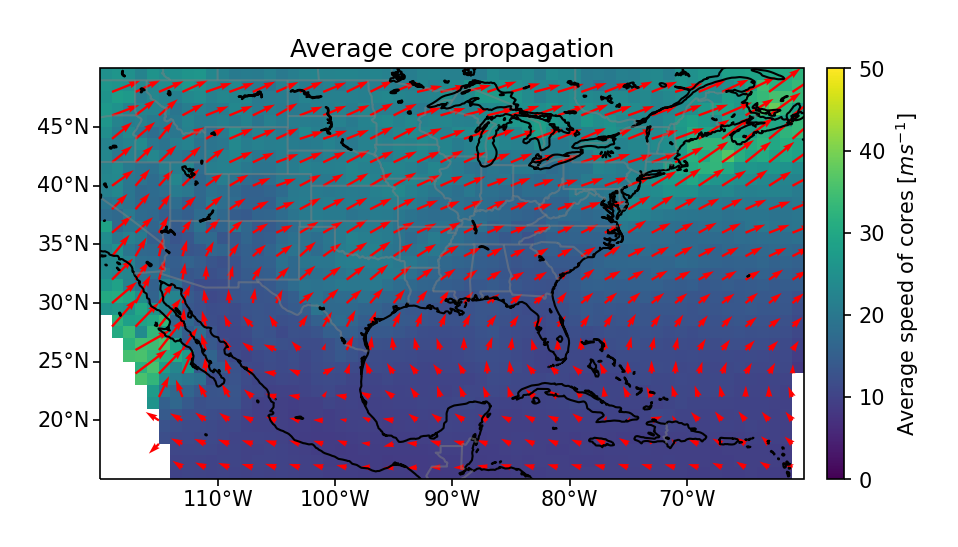 Average core propagation
45°N
40°N
35°N
30°N
25°N
20°N
110°W
100°W
90°W
80°W
70°W
50
40
30
20
10
0
Average speed of cores [ms⁻¹]